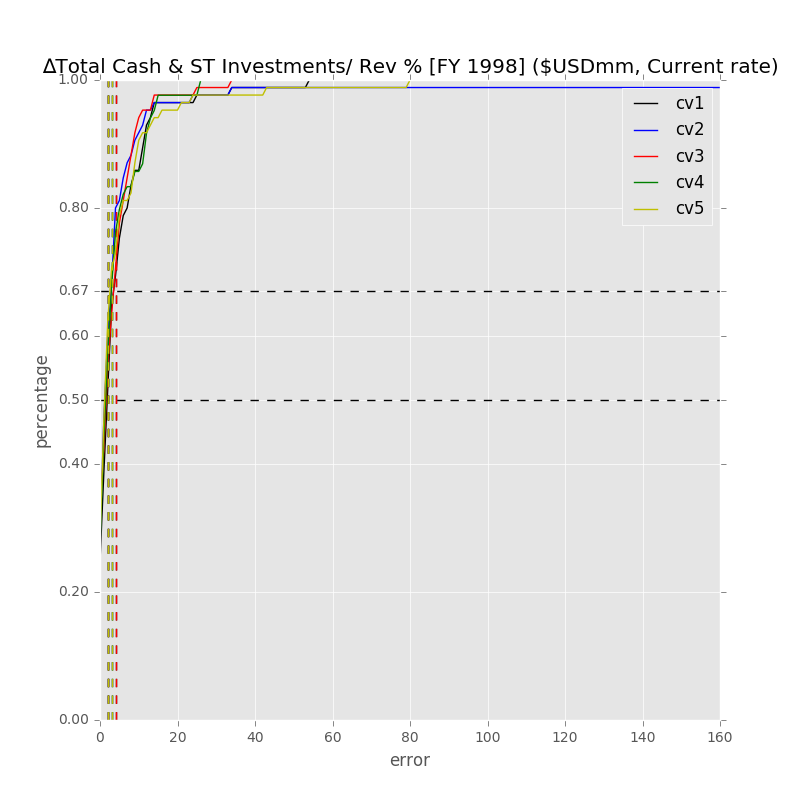 ∆Total Cash & ST Investments/ Rev % [FY 1998] ($USDmm, Current rate)
1.00
0.80
0.67
0.60
0.50
0.40
0.20
0.00
percentage
cv1
cv2
cv3
cv4
cv5
0 20 40 60 80 100 120 140 160
error